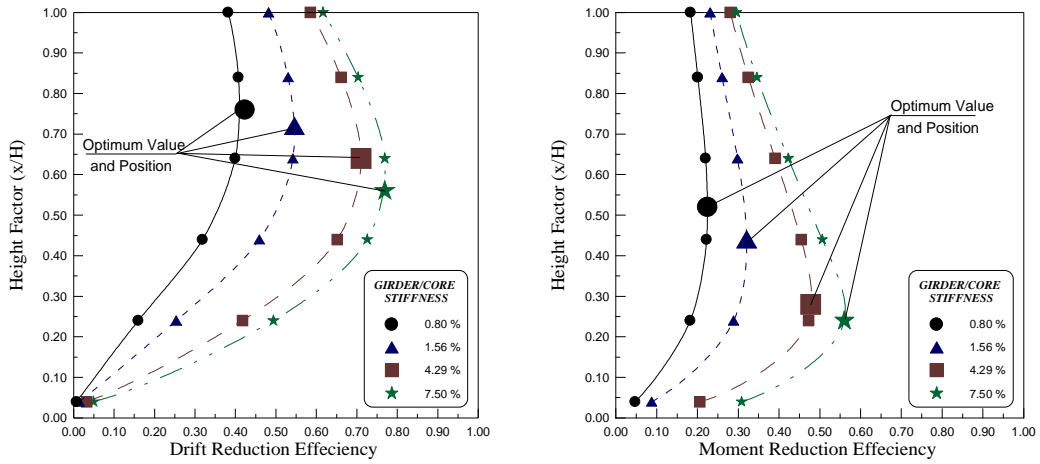 1.00
0.90
0.80
0.70
0.60
0.50
0.40
0.30
0.20
0.10
0.00
Height Factor (x/H)
Optimum Value
and Position
GIRDER/CORE
STIFFNESS
0.80 %
1.56 %
4.29 %
7.50 %
0.00 0.10 0.20 0.30 0.40 0.50 0.60 0.70 0.80 0.90 1.00
Drift Reduction Effeciency
1.00
0.90
0.80
0.70
0.60
0.50
0.40
0.30
0.20
0.10
0.00
Height Factor (x/H)
Optimum Value
and Position
GIRDER/CORE
STIFFNESS
0.80 %
1.56 %
4.29 %
7.50 %
0.00 0.10 0.20 0.30 0.40 0.50 0.60 0.70 0.80 0.90 1.00
Moment Reduction Effeciency